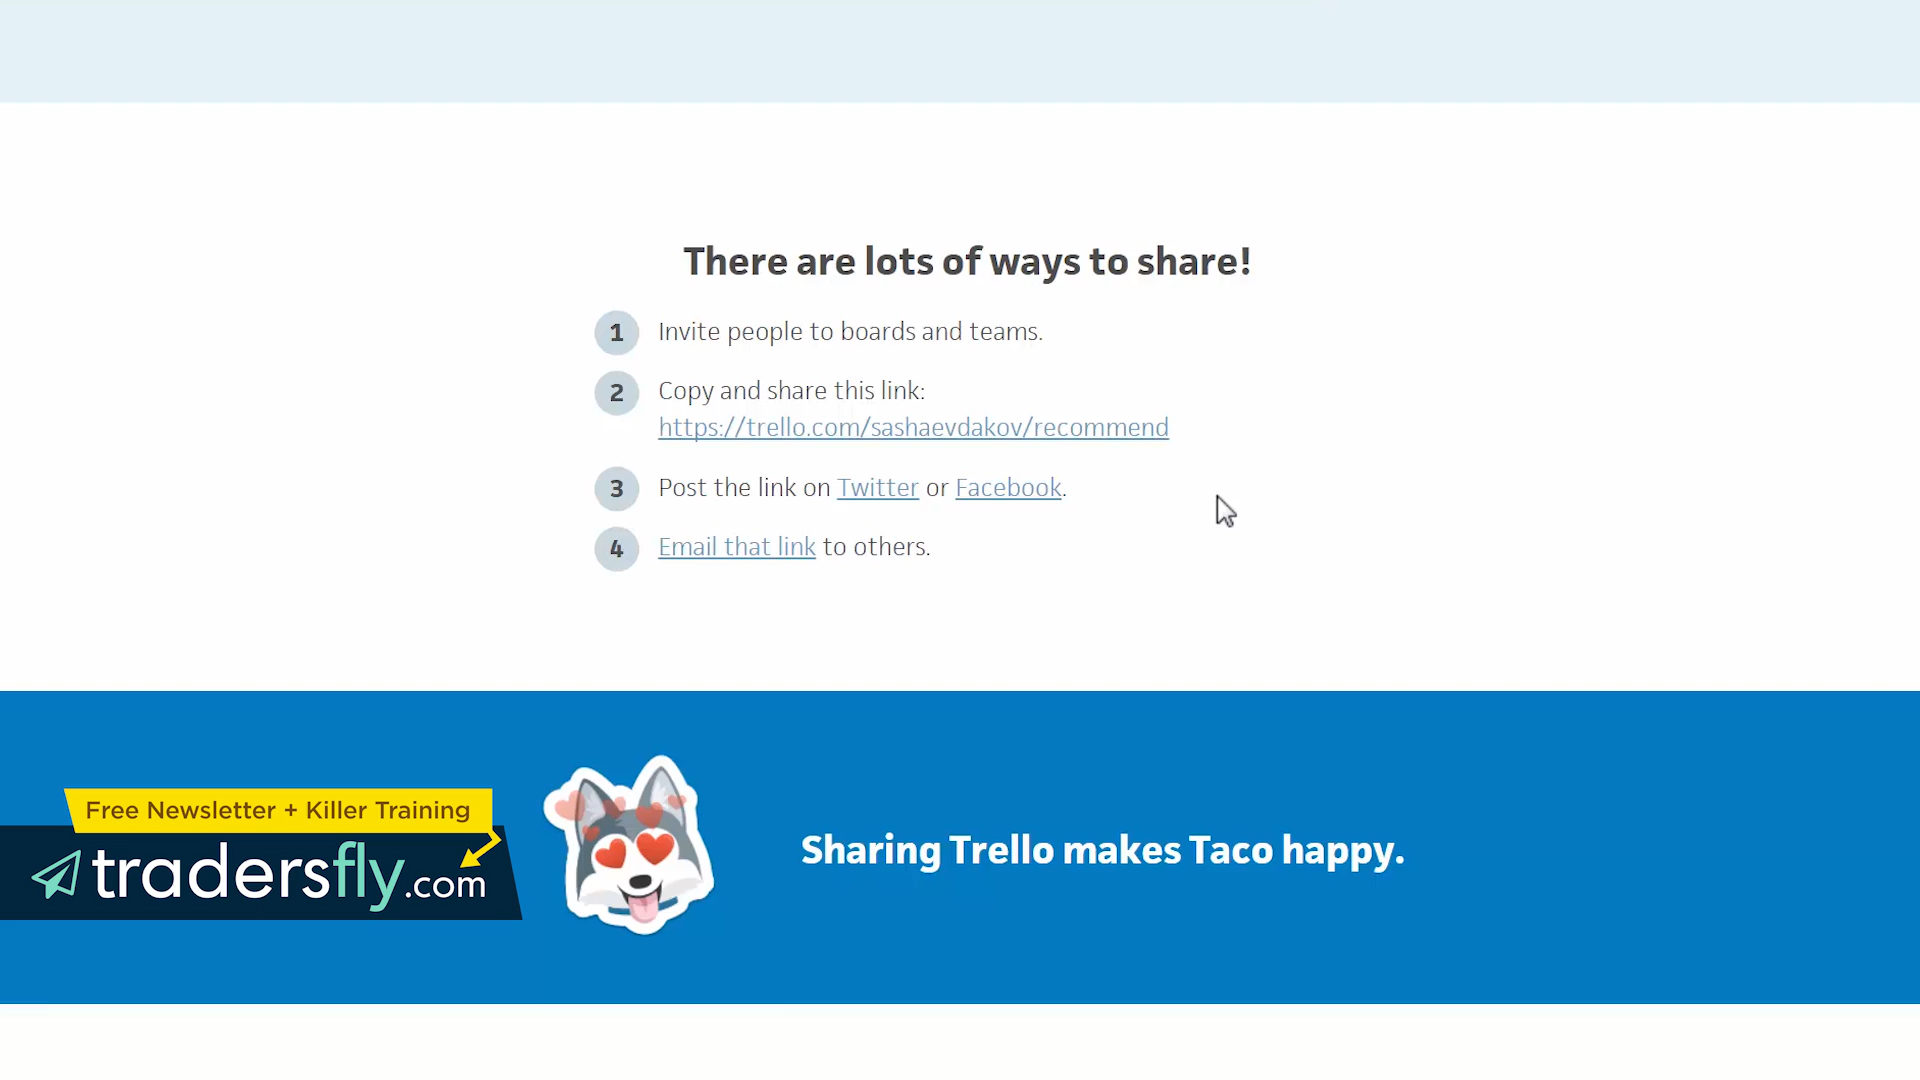 There are lots of ways to share!
1 Invite people to boards and teams.
2 Copy and share this link:
https://trello.com/sashaevdakov/recommend
3 Post the link on Twitter or Facebook.
4 Email that link to others.
Free Newsletter + Killer Training
tradersfly.com
Sharing Trello makes Taco happy.